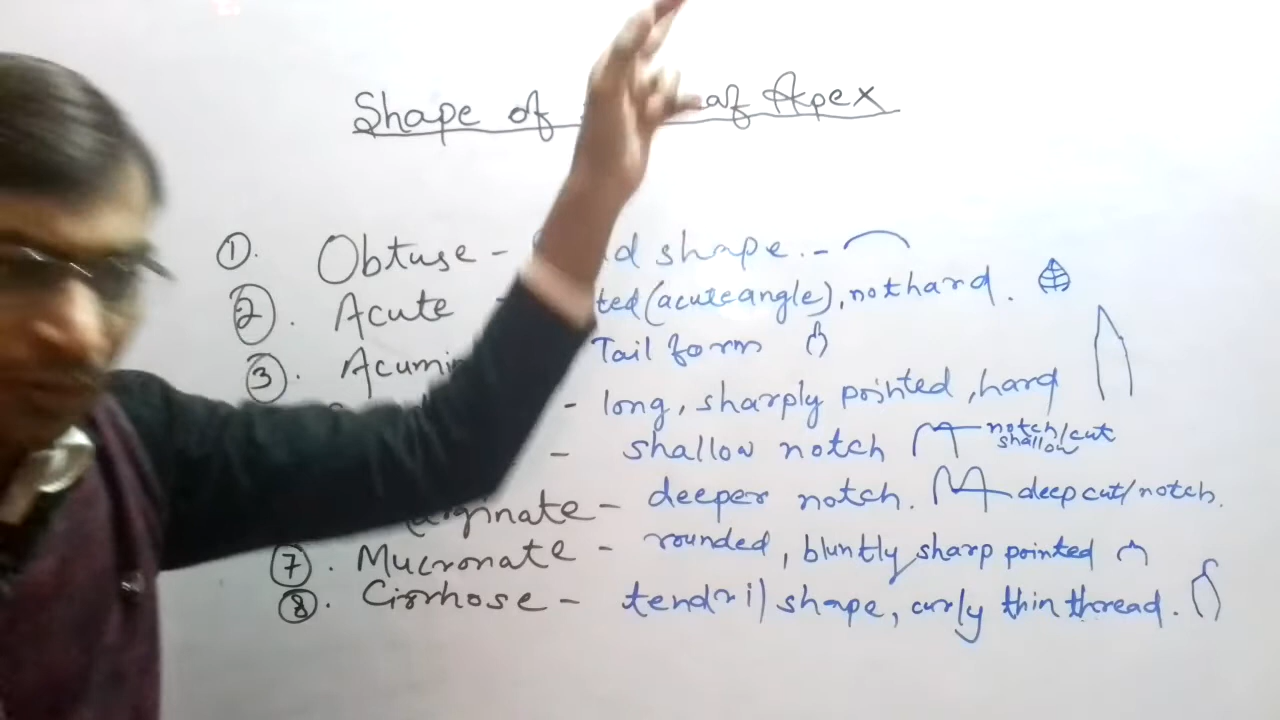 Shape of af Apex
①. Obtuse - d shape. -
②. Acute ted (acute angle), not hard.
③. Acumi Tail form
- long, sharply pointed, hard
- shallow notch notch/cut shallow
arginate - deeper notch. deep cut/notch.
⑦. Mucronate - rounded, bluntly sharp pointed
⑧. Cirrhose - tendril shape, curly thin thread.